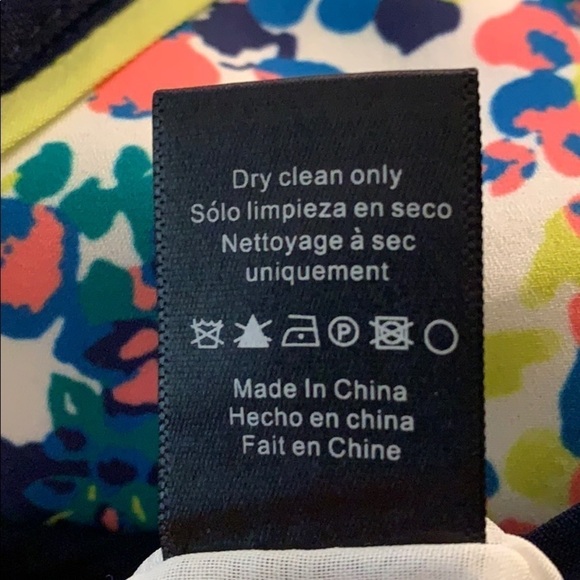 Dry clean only
Sólo limpieza en seco
Nettoyage à sec
uniquement
P
Made In China
Hecho en china
Fait en Chine